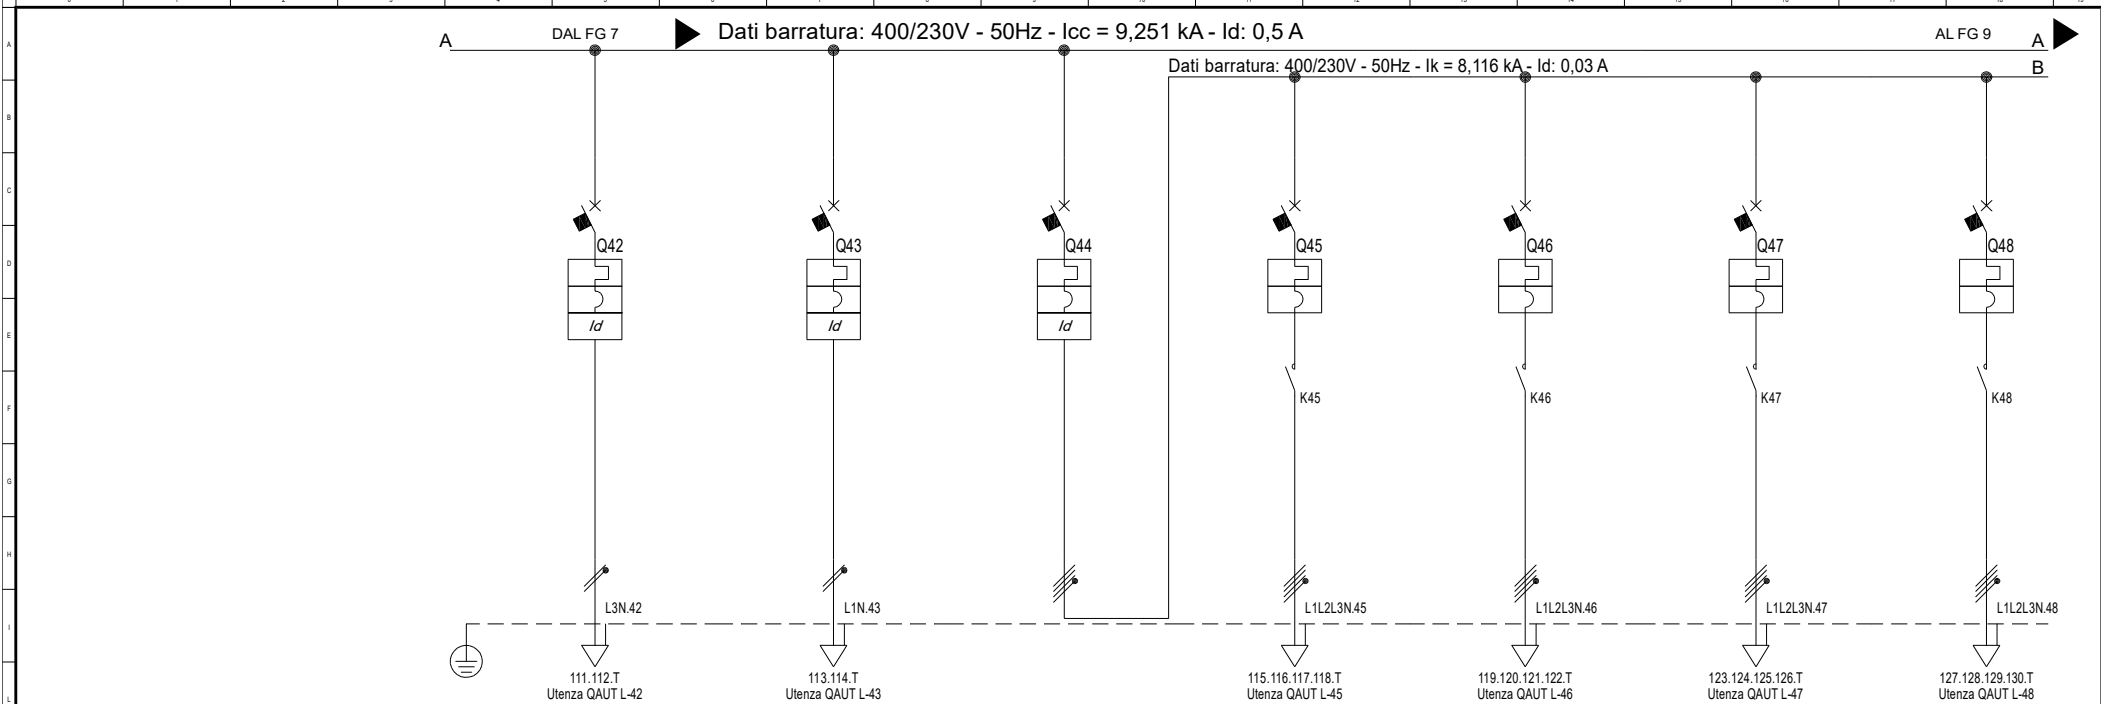 A DAL FG 7 Dati barratura: 400/230V - 50Hz - Icc = 9,251 kA - Id: 0,5 A AL FG 9 A
Dati barratura: 400/230V - 50Hz - Ik = 8,116 kA - Id: 0,03 A B
Q42 Q43 Q44 Q45 Q46 Q47 Q48
Id Id Id
K45 K46 K47 K48
L3N.42 L1N.43 L1L2L3N.45 L1L2L3N.46 L1L2L3N.47 L1L2L3N.48
111.112.T 113.114.T 115.116.117.118.T 119.120.121.122.T 123.124.125.126.T 127.128.129.130.T
Utenza QAUT L-42 Utenza QAUT L-43 Utenza QAUT L-45 Utenza QAUT L-46 Utenza QAUT L-47 Utenza QAUT L-48
A
B
C
D
E
F
G
H
I
L